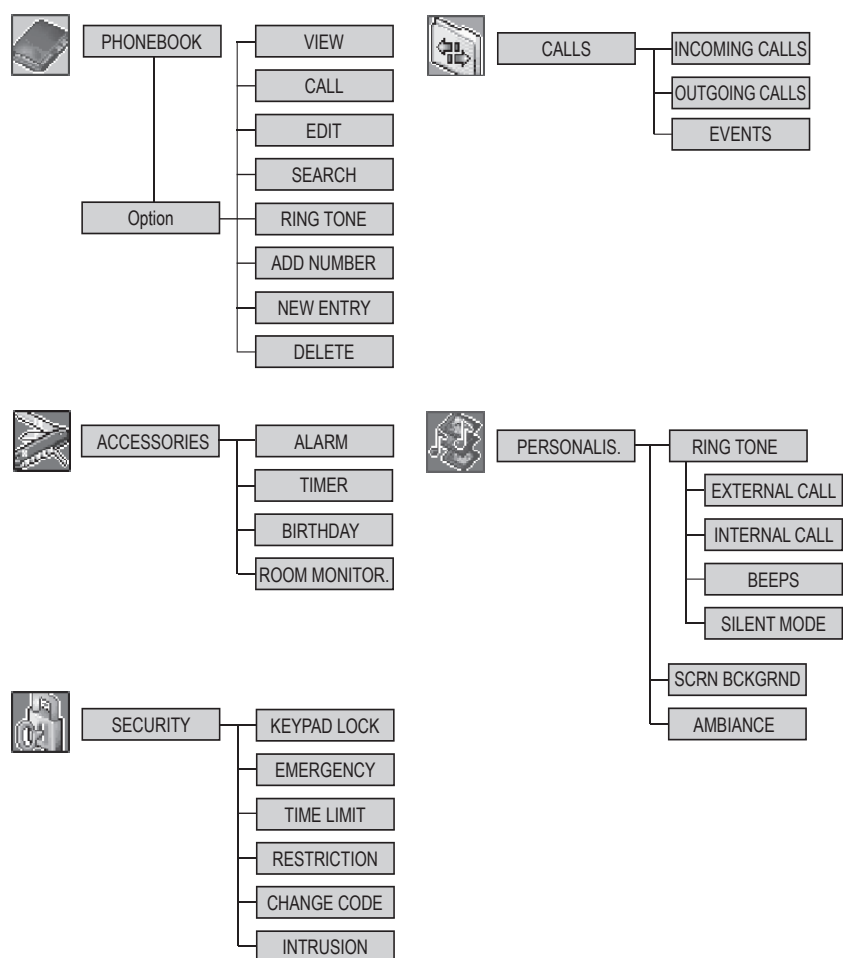 PHONEBOOK
VIEW
CALL
EDIT
SEARCH
Option
RING TONE
ADD NUMBER
NEW ENTRY
DELETE
CALLS
INCOMING CALLS
OUTGOING CALLS
EVENTS
ACCESSORIES
ALARM
TIMER
BIRTHDAY
ROOM MONITOR.
PERSONALIS.
RING TONE
EXTERNAL CALL
INTERNAL CALL
BEEPS
SILENT MODE
SCRN BCKGRND
AMBIANCE
SECURITY
KEYPAD LOCK
EMERGENCY
TIME LIMIT
RESTRICTION
CHANGE CODE
INTRUSION